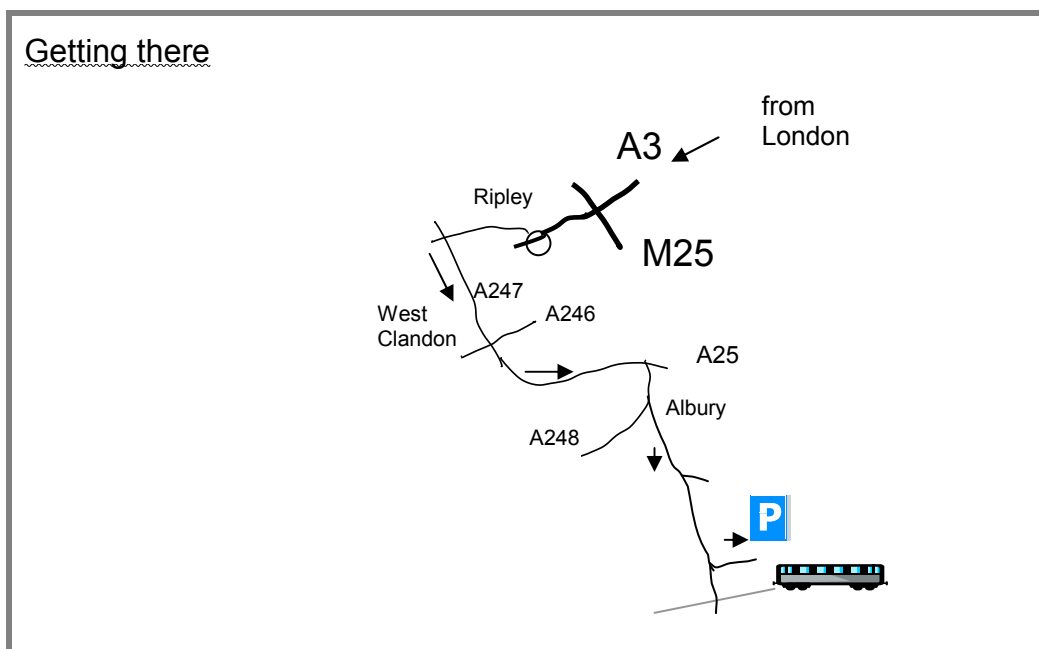 Getting there
from
London
A3
Ripley
M25
A247
West
Clandon
A246
A25
Albury
A248
P